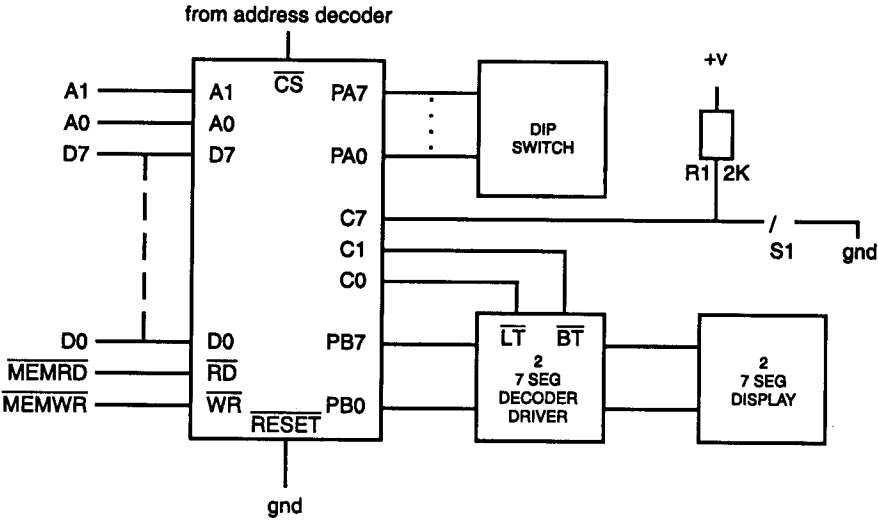 from address decoder
CS
A1
A0
D7
D0
MEMRD
MEMWR
A1
A0
D7
D0
RD
WR
RESET
gnd
PA7
PA0
C7
C1
C0
PB7
PB0
DIP
SWITCH
+v
R1 2K
S1
gnd
LT BT
2
7 SEG
DECODER
DRIVER
2
7 SEG
DISPLAY